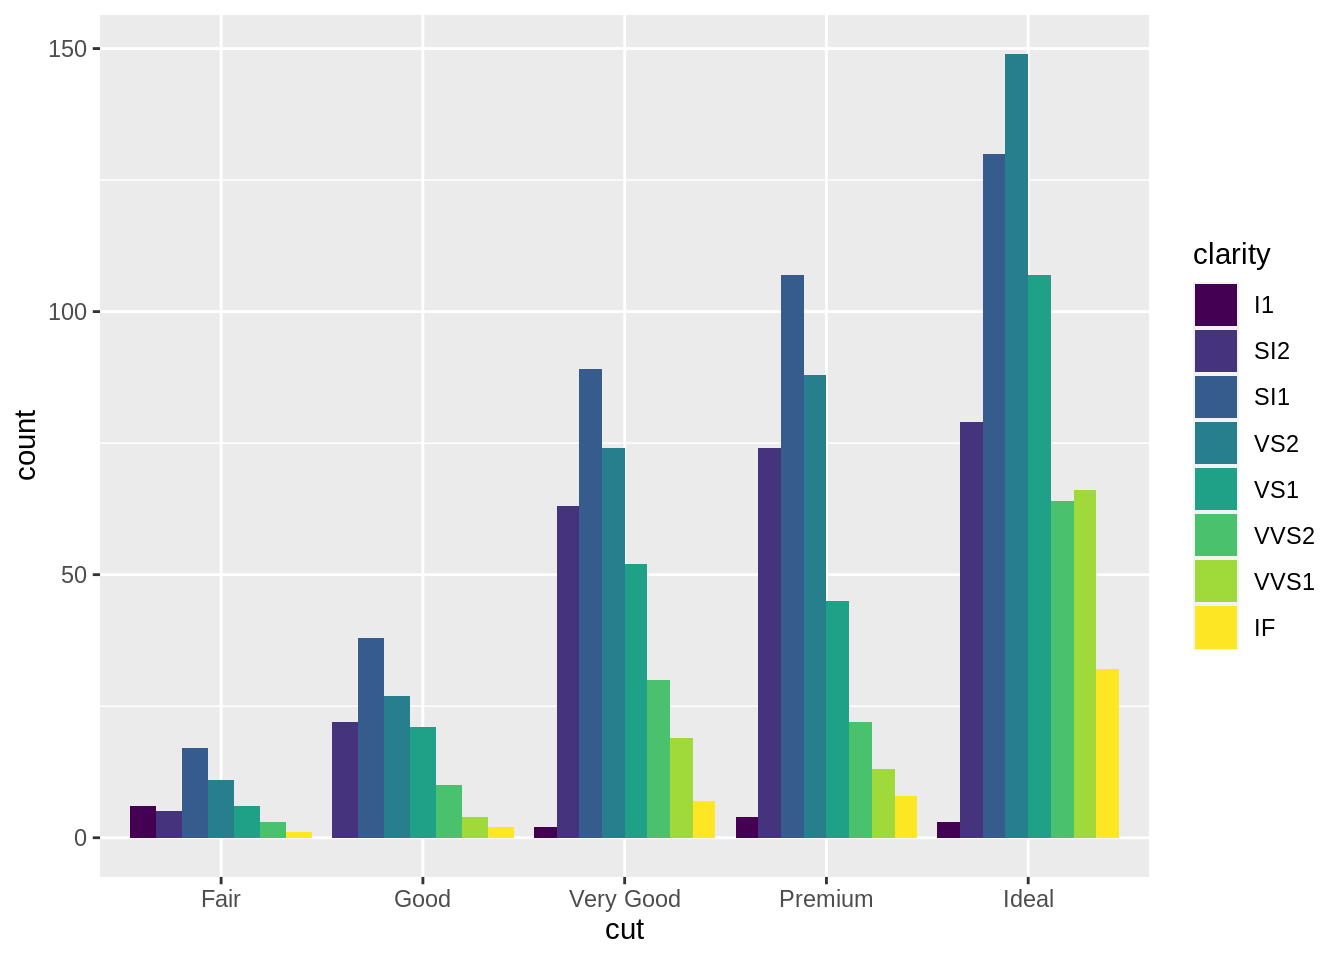 150
100
50
0
count
Fair Good Very Good Premium Ideal
cut
clarity
I1
SI2
SI1
VS2
VS1
VVS2
VVS1
IF